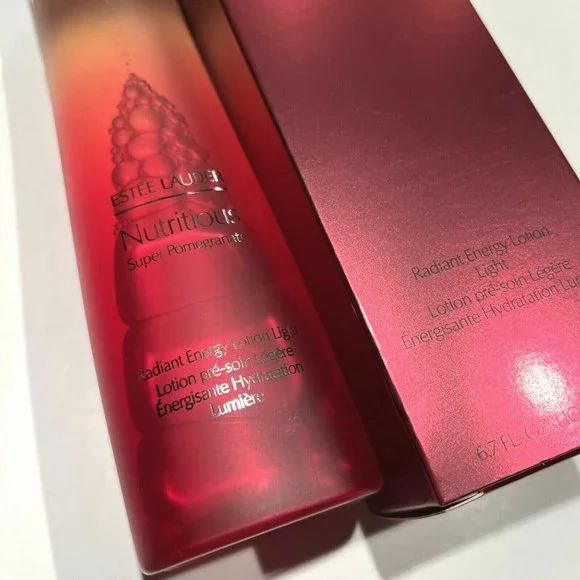 ESTĒE LAUDER
Nutritious
Super Pomegranate
Radiant Energy Lotion Light
Lotion pré-soin Légère
Énergisante Hydratation
Lumière
Radiant Energy Lotion
Light
Lotion pré-soin Légère
Énergisante Hydratation
6.7 FL. OZ.